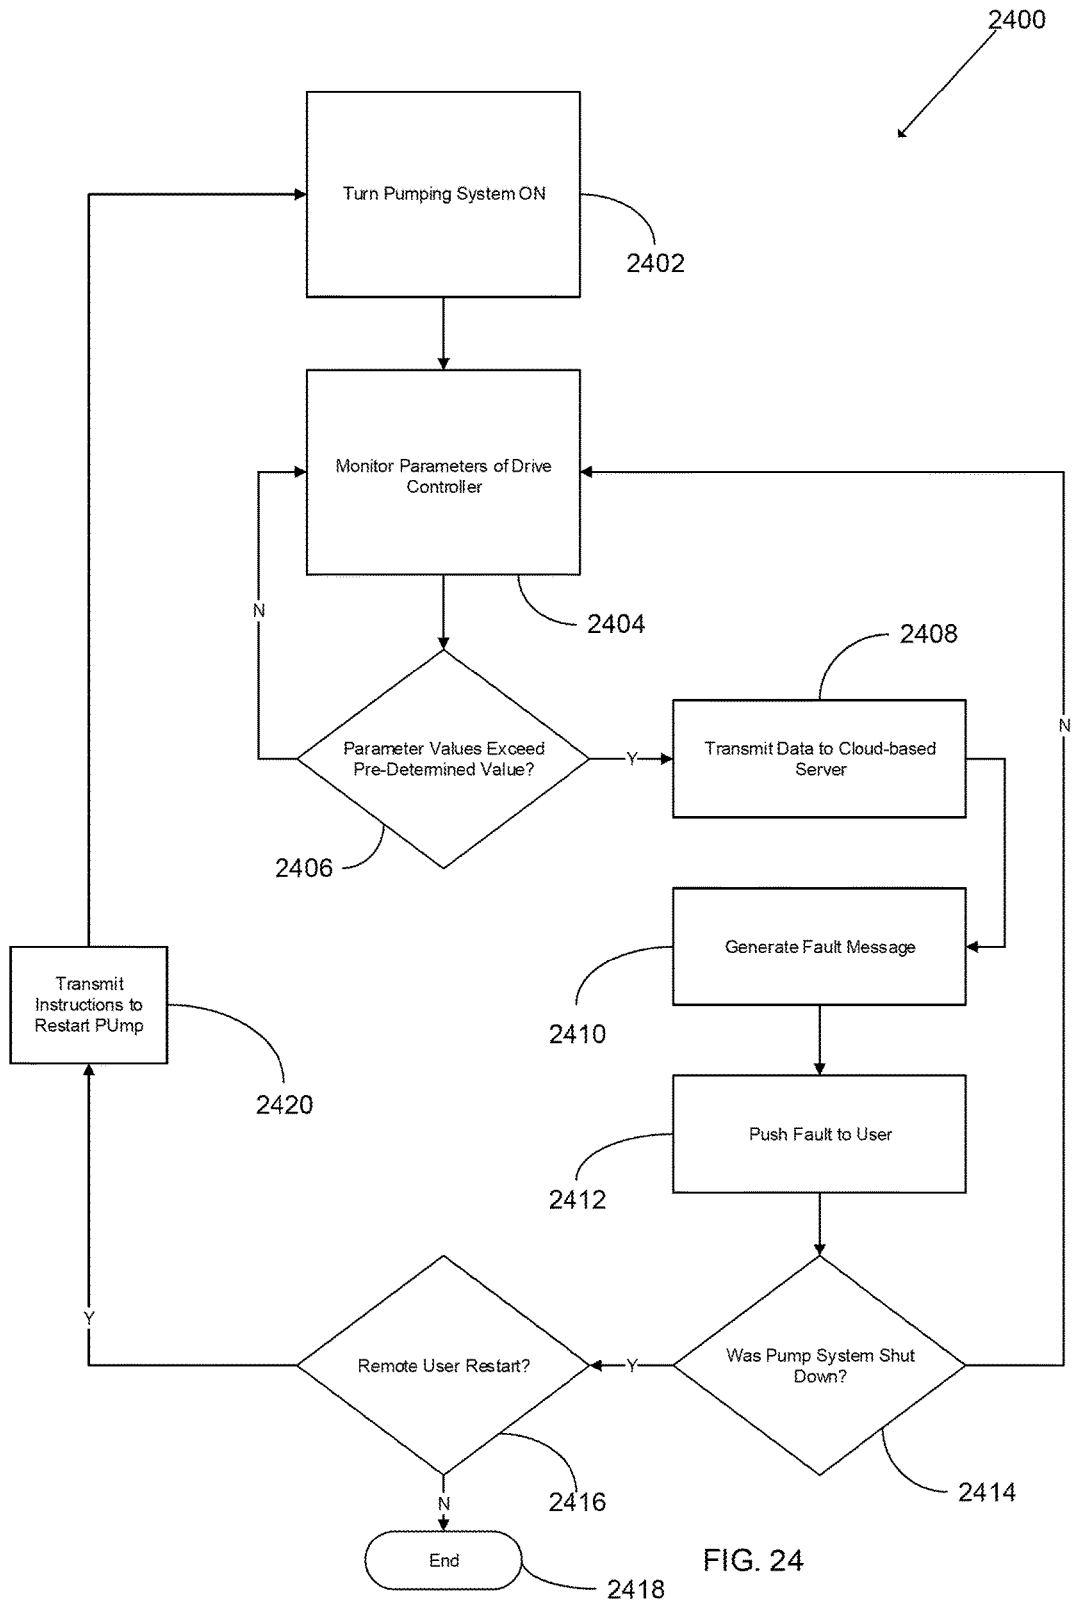 2400
Turn Pumping System ON
2402
Monitor Parameters of Drive
Controller
N
2404
2408
Parameter Values Exceed
Pre-Determined Value?
Y
Transmit Data to Cloud-based
Server
N
2406
Generate Fault Message
2410
Transmit
Instructions to
Restart PUmp
2420
Push Fault to User
2412
Y
Remote User Restart?
Y
Was Pump System Shut
Down?
2416
2414
N
End
2418
FIG. 24